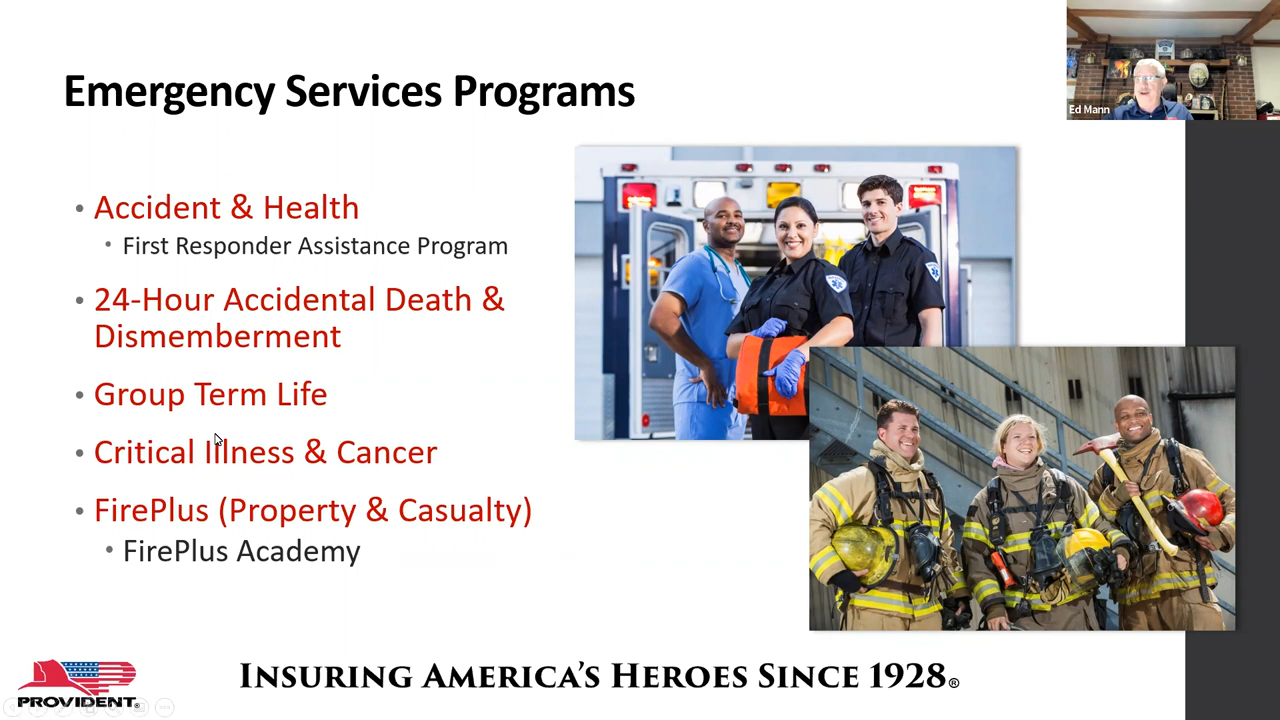 Emergency Services Programs
Ed Mann
• Accident & Health
• First Responder Assistance Program
• 24-Hour Accidental Death &
Dismemberment
• Group Term Life
• Critical Illness & Cancer
• FirePlus (Property & Casualty)
• FirePlus Academy
PROVIDENT®
INSURING AMERICA'S HEROES SINCE 1928®